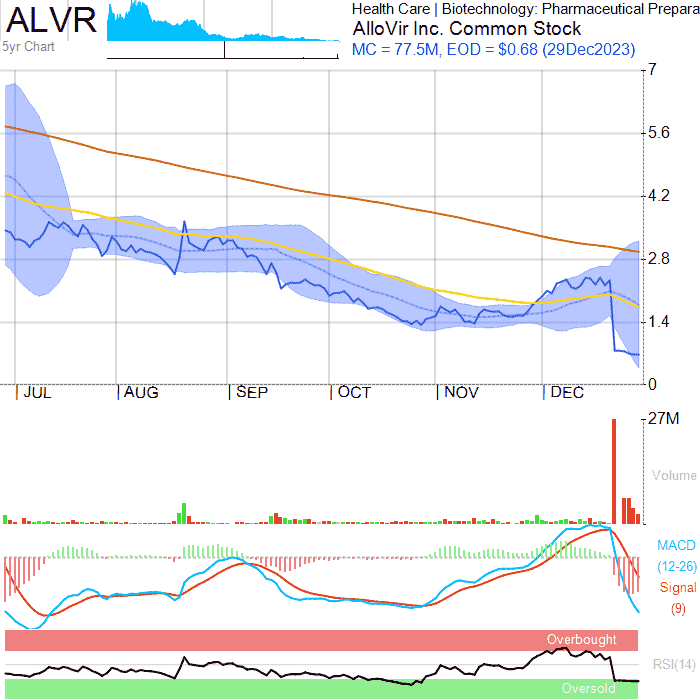 ALVR
5yr Chart
Health Care | Biotechnology: Pharmaceutical Prepara
AlloVir Inc. Common Stock
MC = 77.5M, EOD = $0.68 (29Dec2023)
7
5.6
4.2
2.8
1.4
0
JUL
AUG
SEP
OCT
NOV
DEC
27M
Volume
MACD
(12-26)
Signal
(9)
Overbought
RSI(14)
Oversold